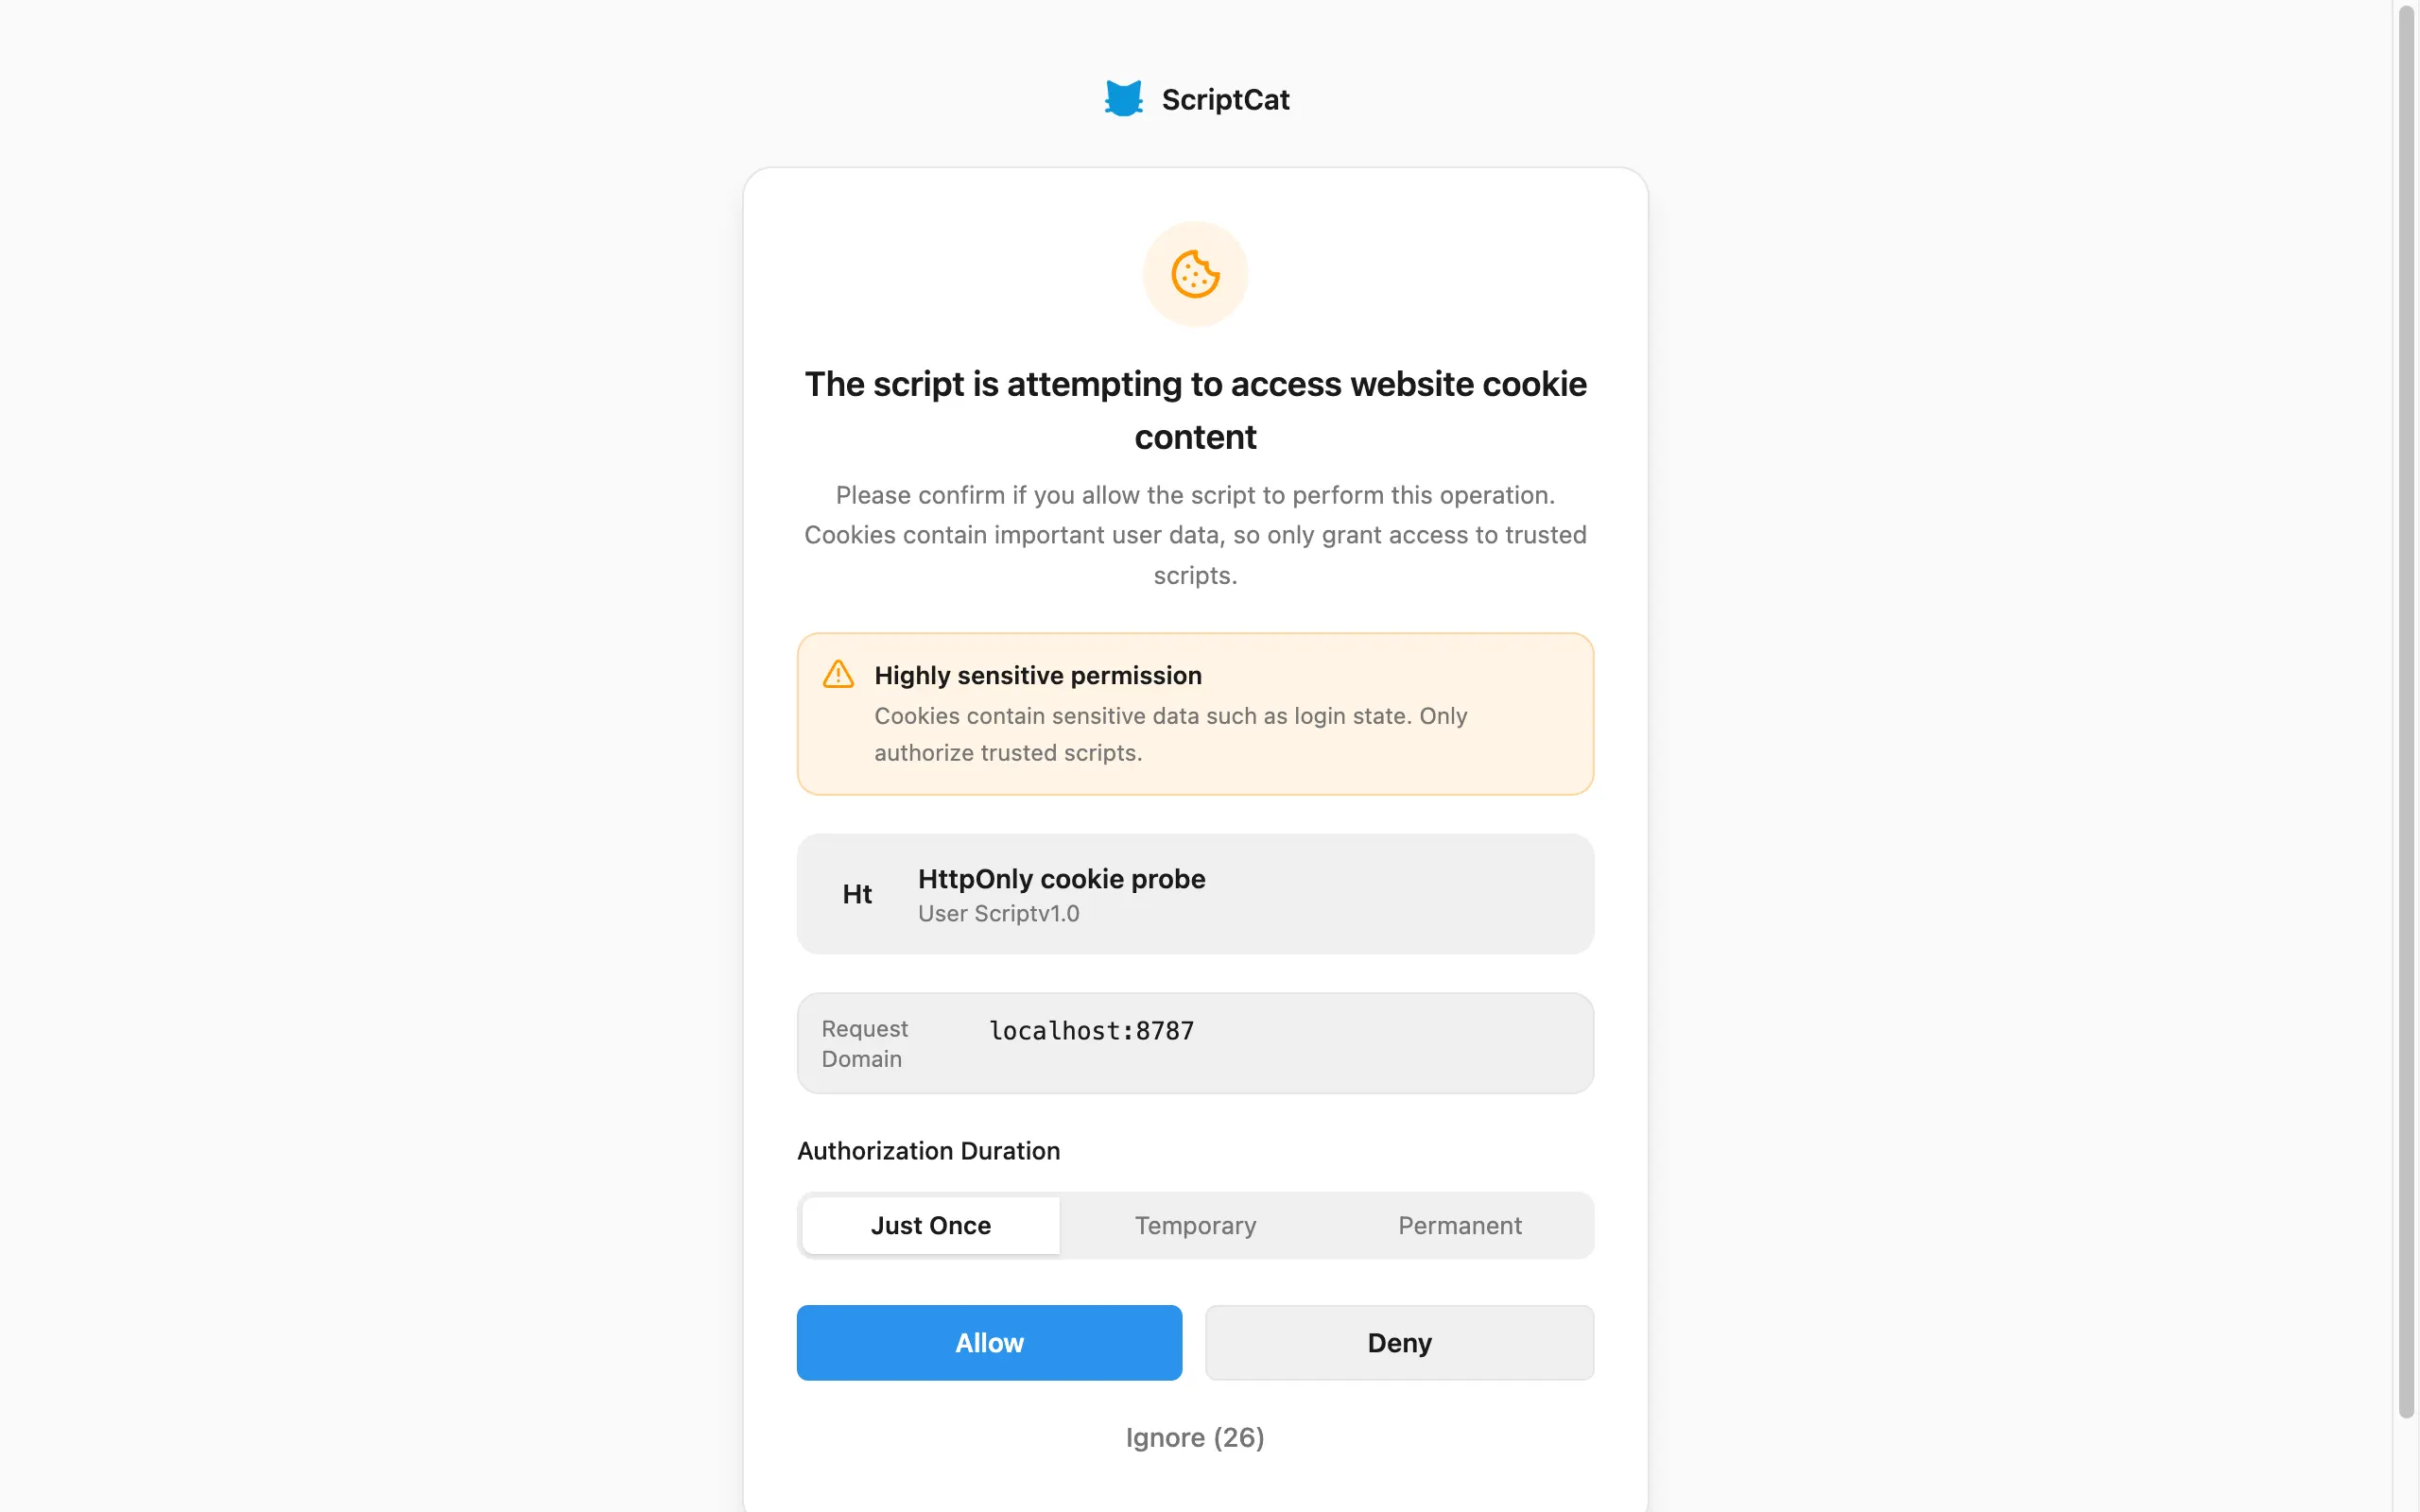 ScriptCat
The script is attempting to access website cookie
content
Please confirm if you allow the script to perform this operation.
Cookies contain important user data, so only grant access to trusted
scripts.
Highly sensitive permission
Cookies contain sensitive data such as login state. Only
authorize trusted scripts.
Ht
HttpOnly cookie probe
User Scriptv1.0
Request
Domain
localhost:8787
Authorization Duration
Just Once
Temporary
Permanent
Allow
Deny
Ignore (26)